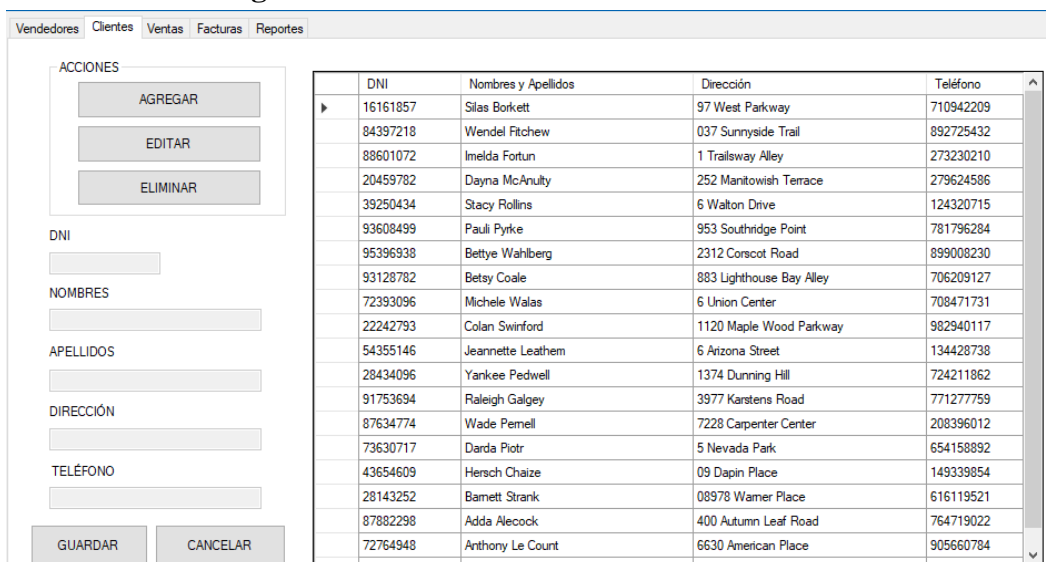 Vendedores Clientes Ventas Facturas Reportes
ACCIONES
AGREGAR
EDITAR
ELIMINAR
DNI
NOMBRES
APELLIDOS
DIRECCIÓN
TELÉFONO
GUARDAR CANCELAR
DNI Nombres y Apellidos Dirección Teléfono
16161857 Silas Borkett 97 West Parkway 710942209
84397218 Wendel Fitchew 037 Sunnyside Trail 892725432
88601072 Imelda Fortun 1 Trailsway Alley 273230210
20459782 Dayna McAnulty 252 Manitowish Terrace 279624586
39250434 Stacy Rollins 6 Walton Drive 124320715
93608499 Pauli Pyrke 953 Southridge Point 781796284
95396938 Bettye Wahlberg 2312 Corscot Road 899008230
93128782 Betsy Coale 883 Lighthouse Bay Alley 706209127
72393096 Michele Walas 6 Union Center 708471731
22242793 Colan Swinford 1120 Maple Wood Parkway 982940117
54355146 Jeannette Leathem 6 Arizona Street 134428738
28434096 Yankee Pedwell 1374 Dunning Hill 724211862
91753694 Raleigh Galgey 3977 Karstens Road 771277759
87634774 Wade Pernell 7228 Carpenter Center 208396012
73630717 Darda Piotr 5 Nevada Park 654158892
43654609 Hersch Chaize 09 Dapin Place 149339854
28143252 Barnett Strank 08978 Warner Place 616119521
87882298 Adda Alecock 400 Autumn Leaf Road 764719022
72764948 Anthony Le Count 6630 American Place 905660784